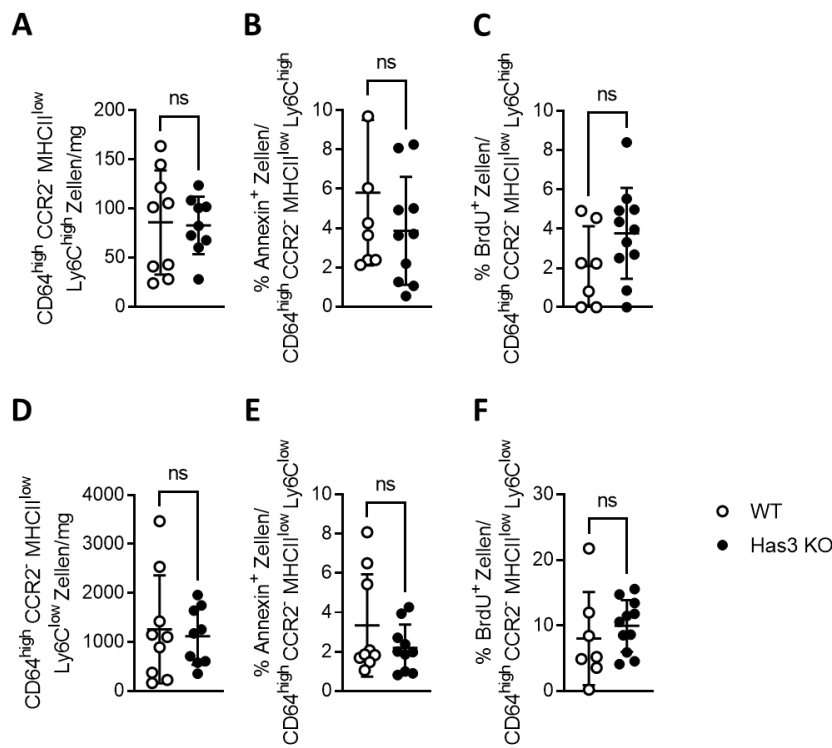 A
CD64high CCR2- MHCIIlow
Ly6Chigh Zellen/mg
200
150
100
50
0
ns
B
% Annexin+ Zellen/
CD64high CCR2- MHCIIlow Ly6Chigh
10
8
6
4
2
0
ns
C
% BrdU+ Zellen/
CD64high CCR2- MHCIIlow Ly6Chigh
10
8
6
4
2
0
ns
D
CD64high CCR2- MHCIIlow
Ly6Clow Zellen/mg
4000
3000
2000
1000
0
ns
E
% Annexin+ Zellen/
CD64high CCR2- MHCIIlow Ly6Clow
10
8
6
4
2
0
ns
F
% BrdU+ Zellen/
CD64high CCR2- MHCIIlow Ly6Clow
30
20
10
0
ns
WT
Has3 KO